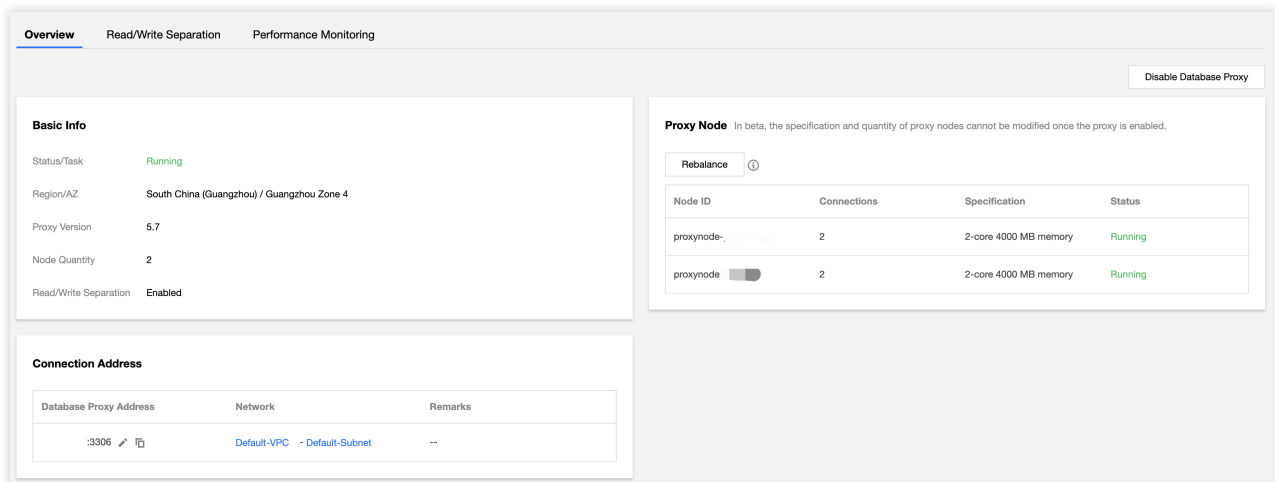 Overview Read/Write Separation Performance Monitoring
Disable Database Proxy
Basic Info
Status/Task Running
Region/AZ South China (Guangzhou) / Guangzhou Zone 4
Proxy Version 5.7
Node Quantity 2
Read/Write Separation Enabled
Proxy Node In beta, the specification and quantity of proxy nodes cannot be modified once the proxy is enabled.
Rebalance
Node ID Connections Specification Status
proxynode- 2 2-core 4000 MB memory Running
proxynode 2 2-core 4000 MB memory Running
Connection Address
Database Proxy Address Network Remarks
:3306 Default-VPC - Default-Subnet --